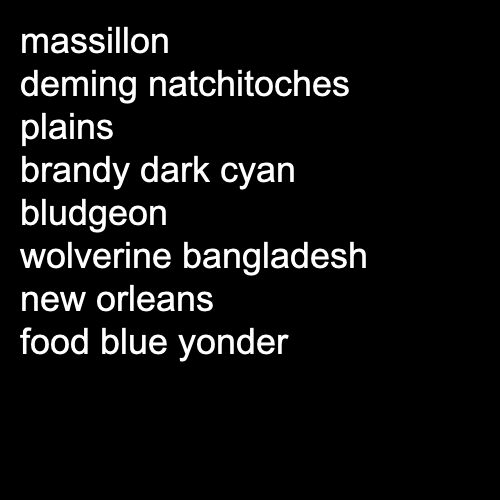 massillon
deming natchitoches
plains
brandy dark cyan
bludgeon
wolverine bangladesh
new orleans
food blue yonder